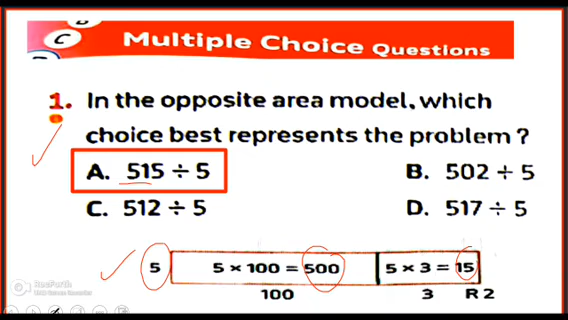 B
C
Multiple Choice Questions
1. In the opposite area model, which
choice best represents the problem ?
A. 515 ÷ 5
B. 502 ÷ 5
C. 512 ÷ 5
D. 517 ÷ 5
5 5 × 100 = 500 5 × 3 = 15
100 3 R 2